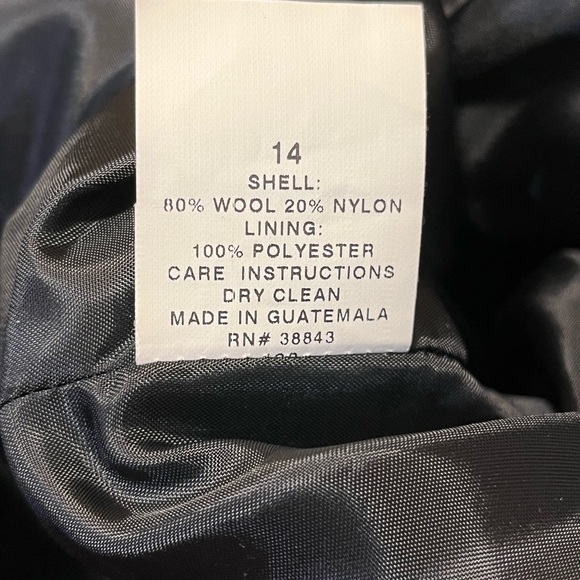 14
SHELL:
80% WOOL 20% NYLON
LINING:
100% POLYESTER
CARE INSTRUCTIONS
DRY CLEAN
MADE IN GUATEMALA
RN# 38843